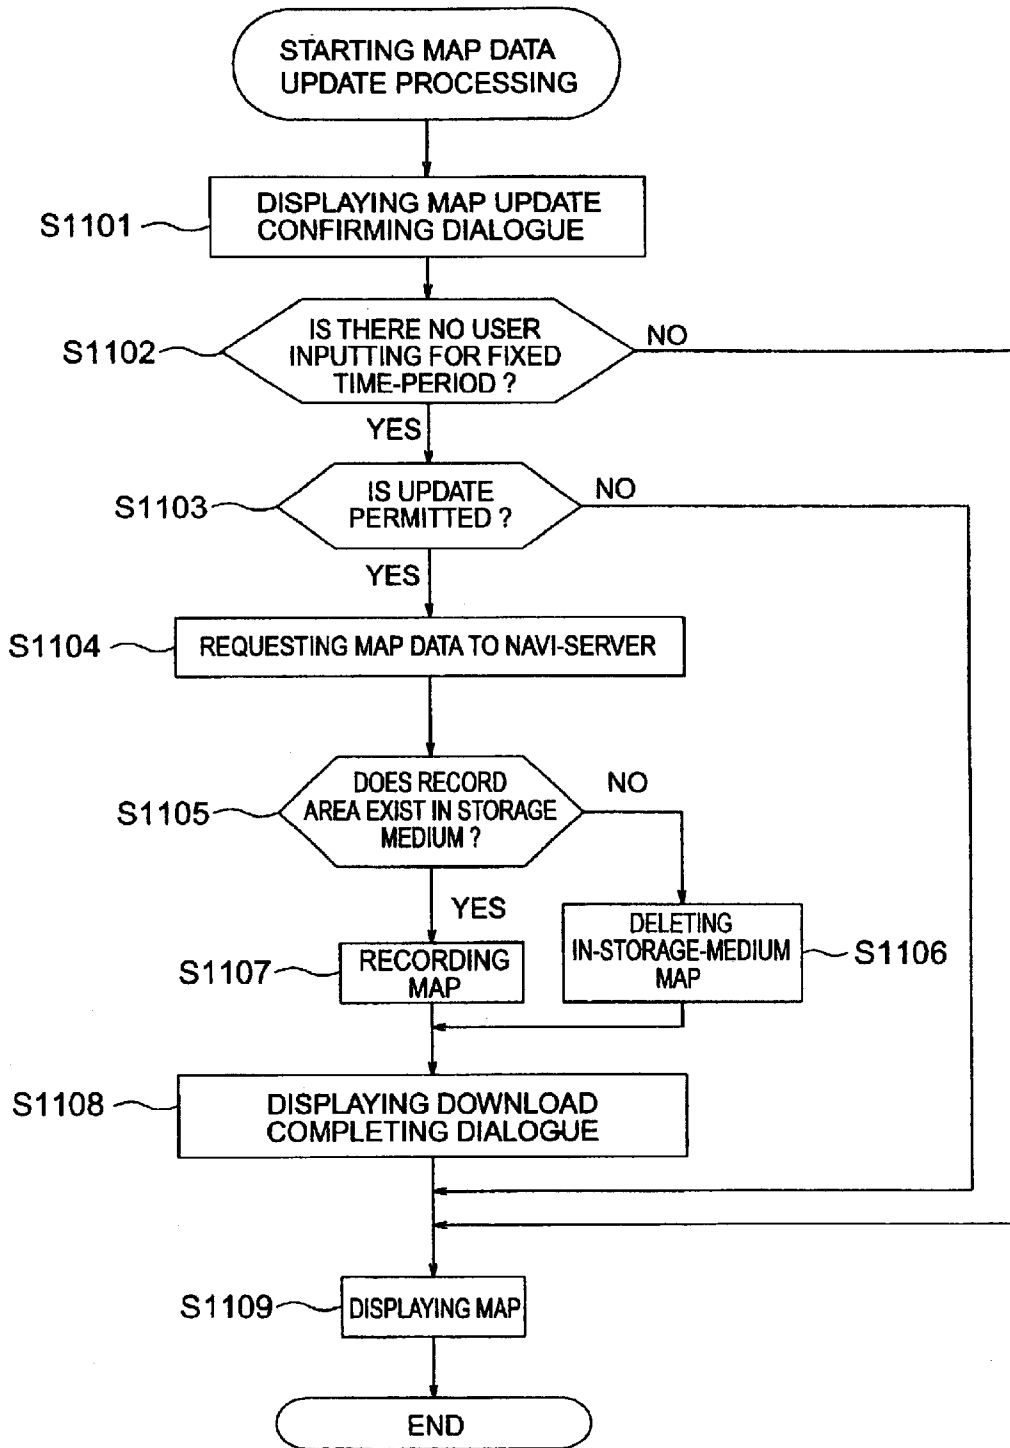 STARTING MAP DATA
UPDATE PROCESSING
S1101
DISPLAYING MAP UPDATE
CONFIRMING DIALOGUE
S1102
IS THERE NO USER
INPUTTING FOR FIXED
TIME-PERIOD ?
NO
YES
S1103
IS UPDATE
PERMITTED ?
NO
YES
S1104
REQUESTING MAP DATA TO NAVI-SERVER
S1105
DOES RECORD
AREA EXIST IN STORAGE
MEDIUM ?
NO
YES
S1107
RECORDING
MAP
DELETING
IN-STORAGE-MEDIUM
MAP
S1106
S1108
DISPLAYING DOWNLOAD
COMPLETING DIALOGUE
S1109
DISPLAYING MAP
END